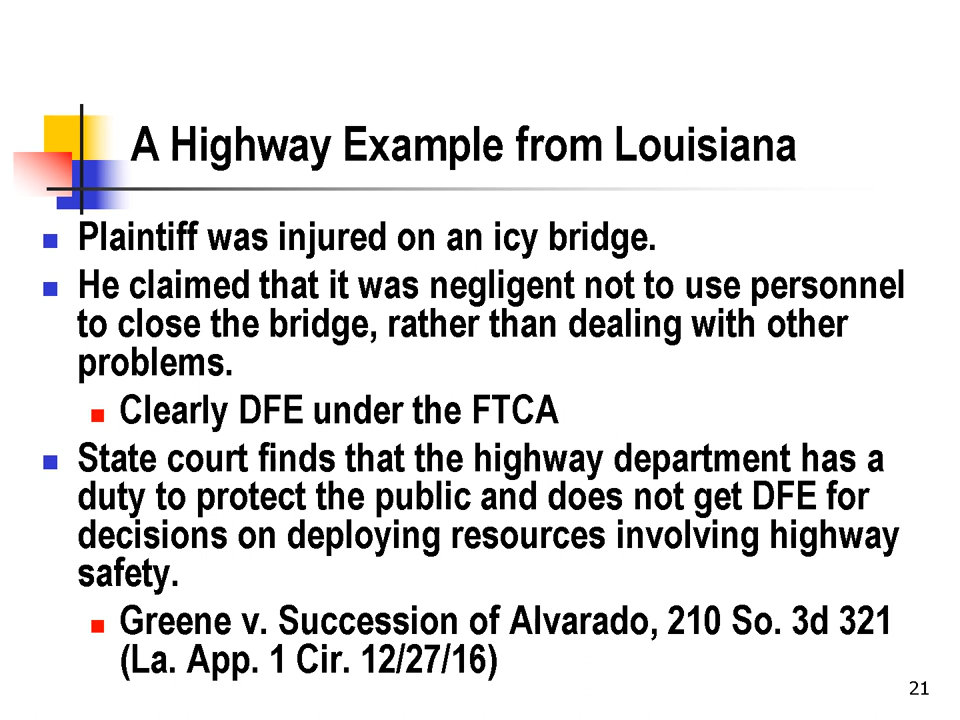 A Highway Example from Louisiana
Plaintiff was injured on an icy bridge.
He claimed that it was negligent not to use personnel
to close the bridge, rather than dealing with other
problems.
Clearly DFE under the FTCA
State court finds that the highway department has a
duty to protect the public and does not get DFE for
decisions on deploying resources involving highway
safety.
Greene v. Succession of Alvarado, 210 So. 3d 321
(La. App. 1 Cir. 12/27/16)
21